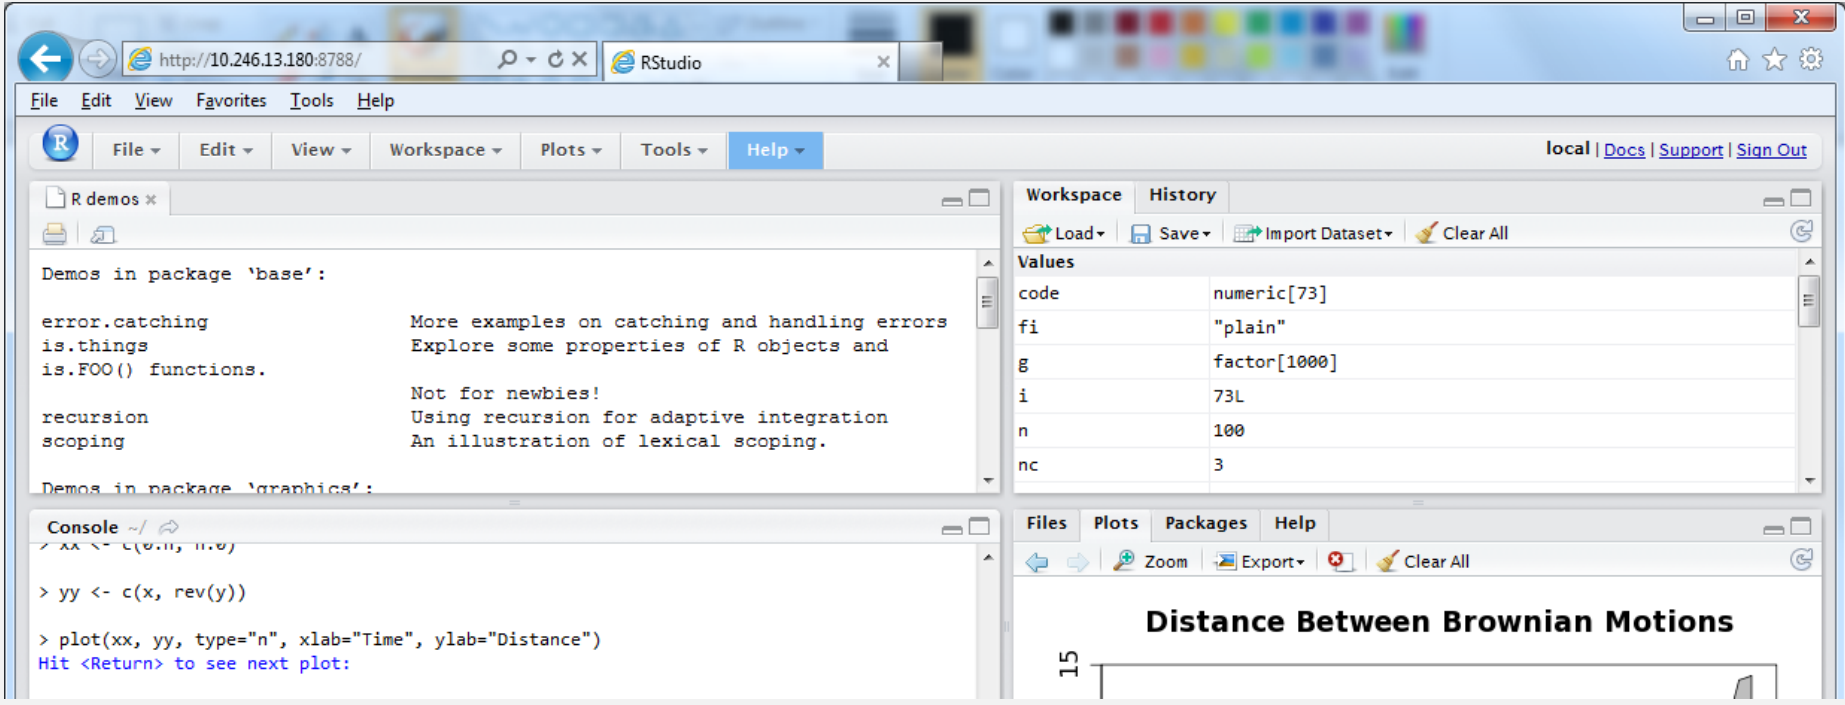 http://10.246.13.180:8788/
RStudio
File Edit View Favorites Tools Help
R File Edit View Workspace Plots Tools Help local | Docs | Support | Sign Out
R demos
Demos in package ‘base’:
error.catching More examples on catching and handling errors
is.things Explore some properties of R objects and
is.FOO() functions.
Not for newbies!
recursion Using recursion for adaptive integration
scoping An illustration of lexical scoping.
Demos in package ‘graphics’:
Workspace History
Load Save Import Dataset Clear All
Values
code numeric[73]
fi "plain"
g factor[1000]
i 73L
n 100
nc 3
Console ~/
> xx <- c(0:n, n:0)
> yy <- c(x, rev(y))
> plot(xx, yy, type="n", xlab="Time", ylab="Distance")
Hit <Return> to see next plot:
Files Plots Packages Help
Zoom Export Clear All
Distance Between Brownian Motions
15